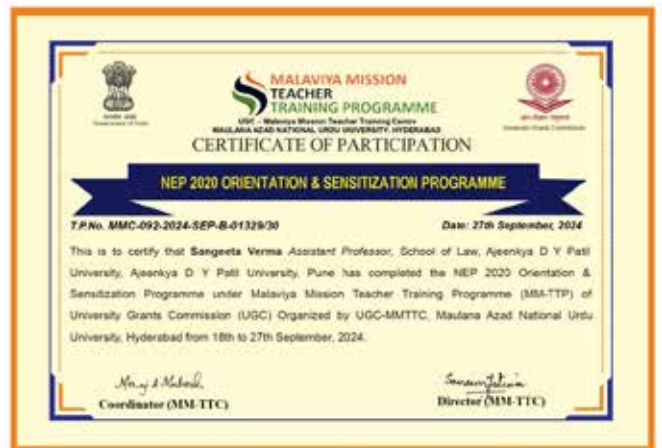 MALAVIYA MISSION
TEACHER
TRAINING PROGRAMME
UGC – Malaviya Mission Teacher Training Centre
MAULANA AZAD NATIONAL URDU UNIVERSITY, HYDERABAD
CERTIFICATE OF PARTICIPATION
NEP 2020 ORIENTATION & SENSITIZATION PROGRAMME
T.P.No. MMC-092-2024-SEP-B-01329/30 Date: 27th September, 2024
This is to certify that Sangeeta Verma Assistant Professor, School of Law, Ajeenkya D Y Patil
University, Ajeenkya D Y Patil University, Pune has completed the NEP 2020 Orientation &
Sensitization Programme under Malaviya Mission Teacher Training Programme (MM-TTP) of
University Grants Commission (UGC) Organized by UGC-MMTTC, Maulana Azad National Urdu
University, Hyderabad from 18th to 27th September, 2024.
Coordinator (MM-TTC) Director (MM-TTC)